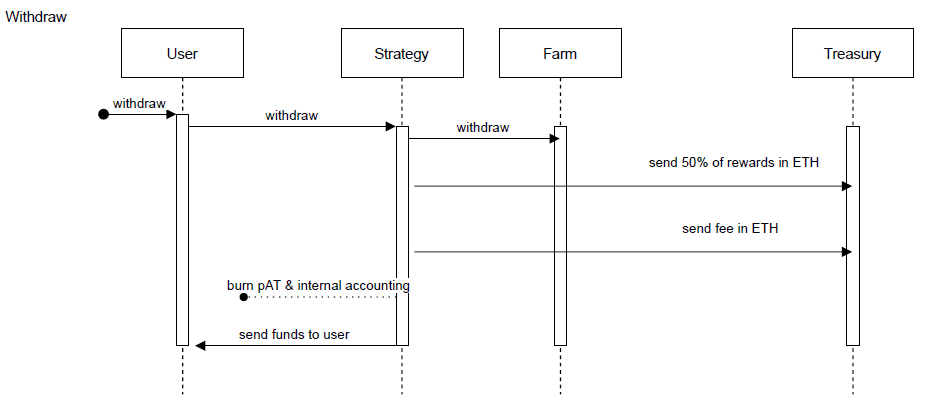 Withdraw
User
Strategy
Farm
Treasury
withdraw
withdraw
withdraw
send 50% of rewards in ETH
send fee in ETH
burn pAT & internal accounting
send funds to user